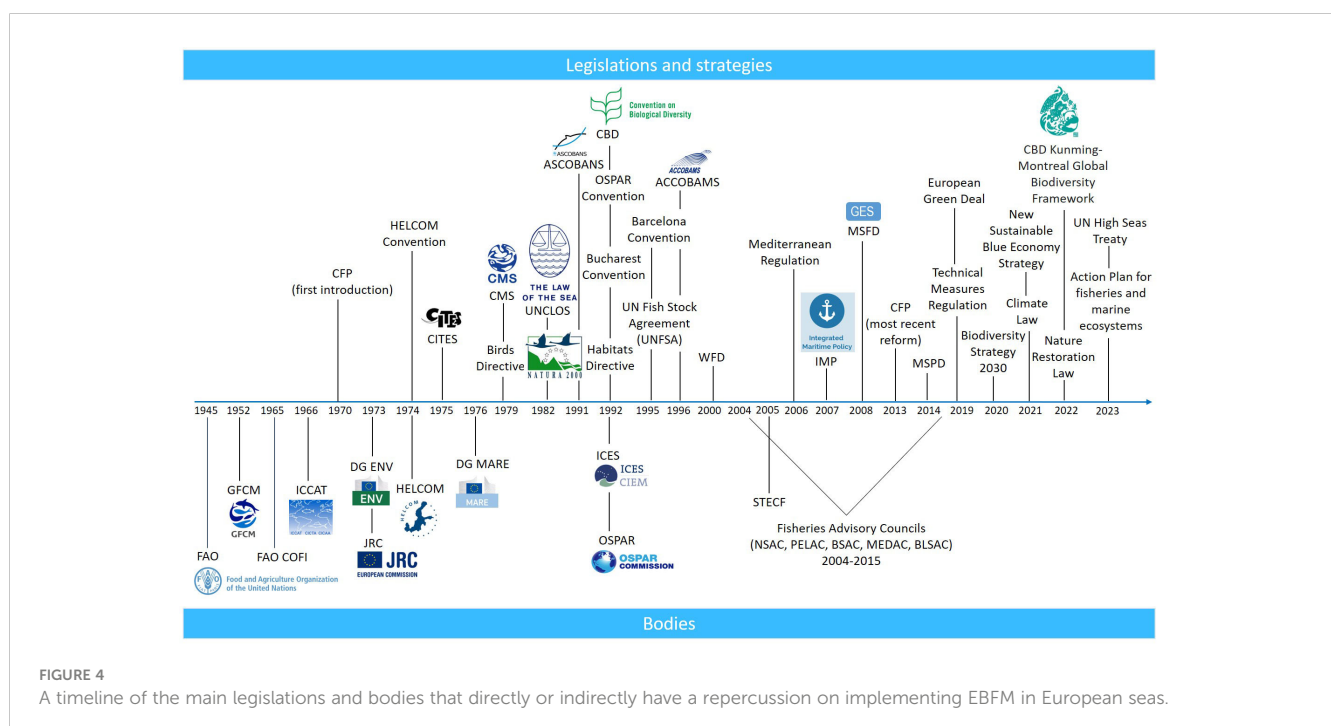 Legislations and strategies
Convention on
Biological Diversity
CBD
ASCOBANS
ASCOBANS
OSPAR
Convention
ACCOBAMS
ACCOBAMS
CBD Kunming-
Montreal Global
Biodiversity
Framework
European
Green Deal
GES
MSFD
New
Sustainable
Blue Economy
Strategy
UN High Seas
Treaty
HELCOM
Convention
Barcelona
Convention
Mediterranean
Regulation
CFP
(first introduction)
CMS
CMS
THE LAW
OF THE SEA
UNCLOS
Bucharest
Convention
Technical
Measures
Regulation
Action Plan for
fisheries and
marine
ecosystems
CITES
CITES
UN Fish Stock
Agreement
(UNFSA)
Integrated
Maritime Policy
IMP
CFP
(most recent
reform)
Climate
Law
Birds
Directive
NATURA 2000
Habitats
Directive
WFD
MSPD
Biodiversity
Strategy
2030
Nature
Restoration
Law
1945 1952 1965 1966 1970 1973 1974 1975 1976 1979 1982 1991 1992 1995 1996 2000 2004 2005 2006 2007 2008 2013 2014 2019 2020 2021 2022 2023
GFCM
GFCM
ICCAT
ICCAT CICTA CICAA
DG ENV
ENV
HELCOM
HELCOM
DG MARE
MARE
ICES
ICES
CIEM
STECF
FAO
FAO
Food and Agriculture Organization
of the United Nations
FAO COFI
JRC
JRC
EUROPEAN COMMISSION
OSPAR
OSPAR
COMMISSION
Fisheries Advisory Councils
(NSAC, PELAC, BSAC, MEDAC, BLSAC)
2004-2015
Bodies
FIGURE 4
A timeline of the main legislations and bodies that directly or indirectly have a repercussion on implementing EBFM in European seas.